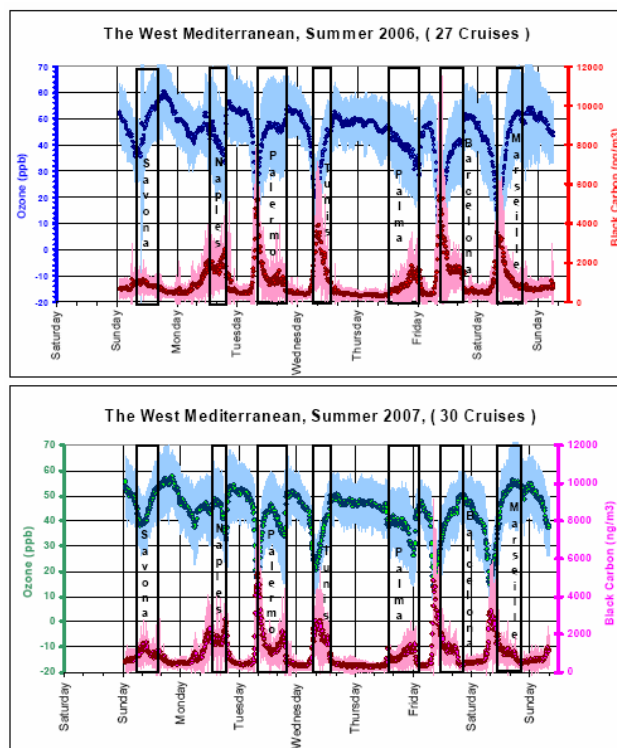 The West Mediterranean, Summer 2006, ( 27 Cruises )
70
60
50
40
30
20
10
0
-10
-20
Ozone (ppb)
12000
10000
8000
6000
4000
2000
0
Black Carbon (ng/m3)
Savona
Naples
Palermo
Tunis
Palma
Barcelona
Marseille
Saturday
Sunday
Monday
Tuesday
Wednesday
Thursday
Friday
Saturday
Sunday
The West Mediterranean, Summer 2007, ( 30 Cruises )
70
60
50
40
30
20
10
0
-10
-20
Ozone (ppb)
12000
10000
8000
6000
4000
2000
0
Black Carbon (ng/m3)
Savona
Naples
Palermo
Tunis
Palma
Barcelona
Marseille
Saturday
Sunday
Monday
Tuesday
Wednesday
Thursday
Friday
Saturday
Sunday